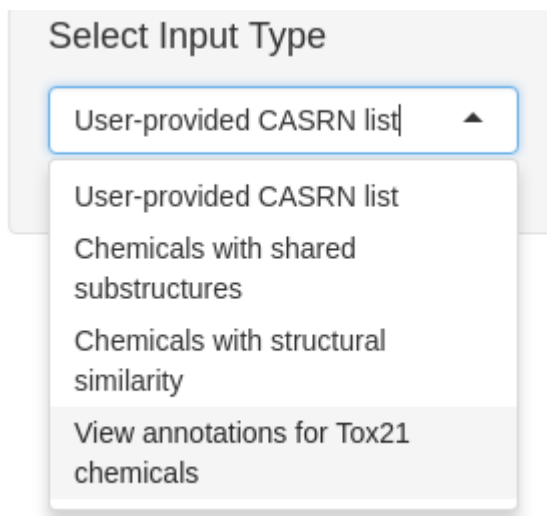 Select Input Type
User-provided CASRN list
User-provided CASRN list
Chemicals with shared
substructures
Chemicals with structural
similarity
View annotations for Tox21
chemicals